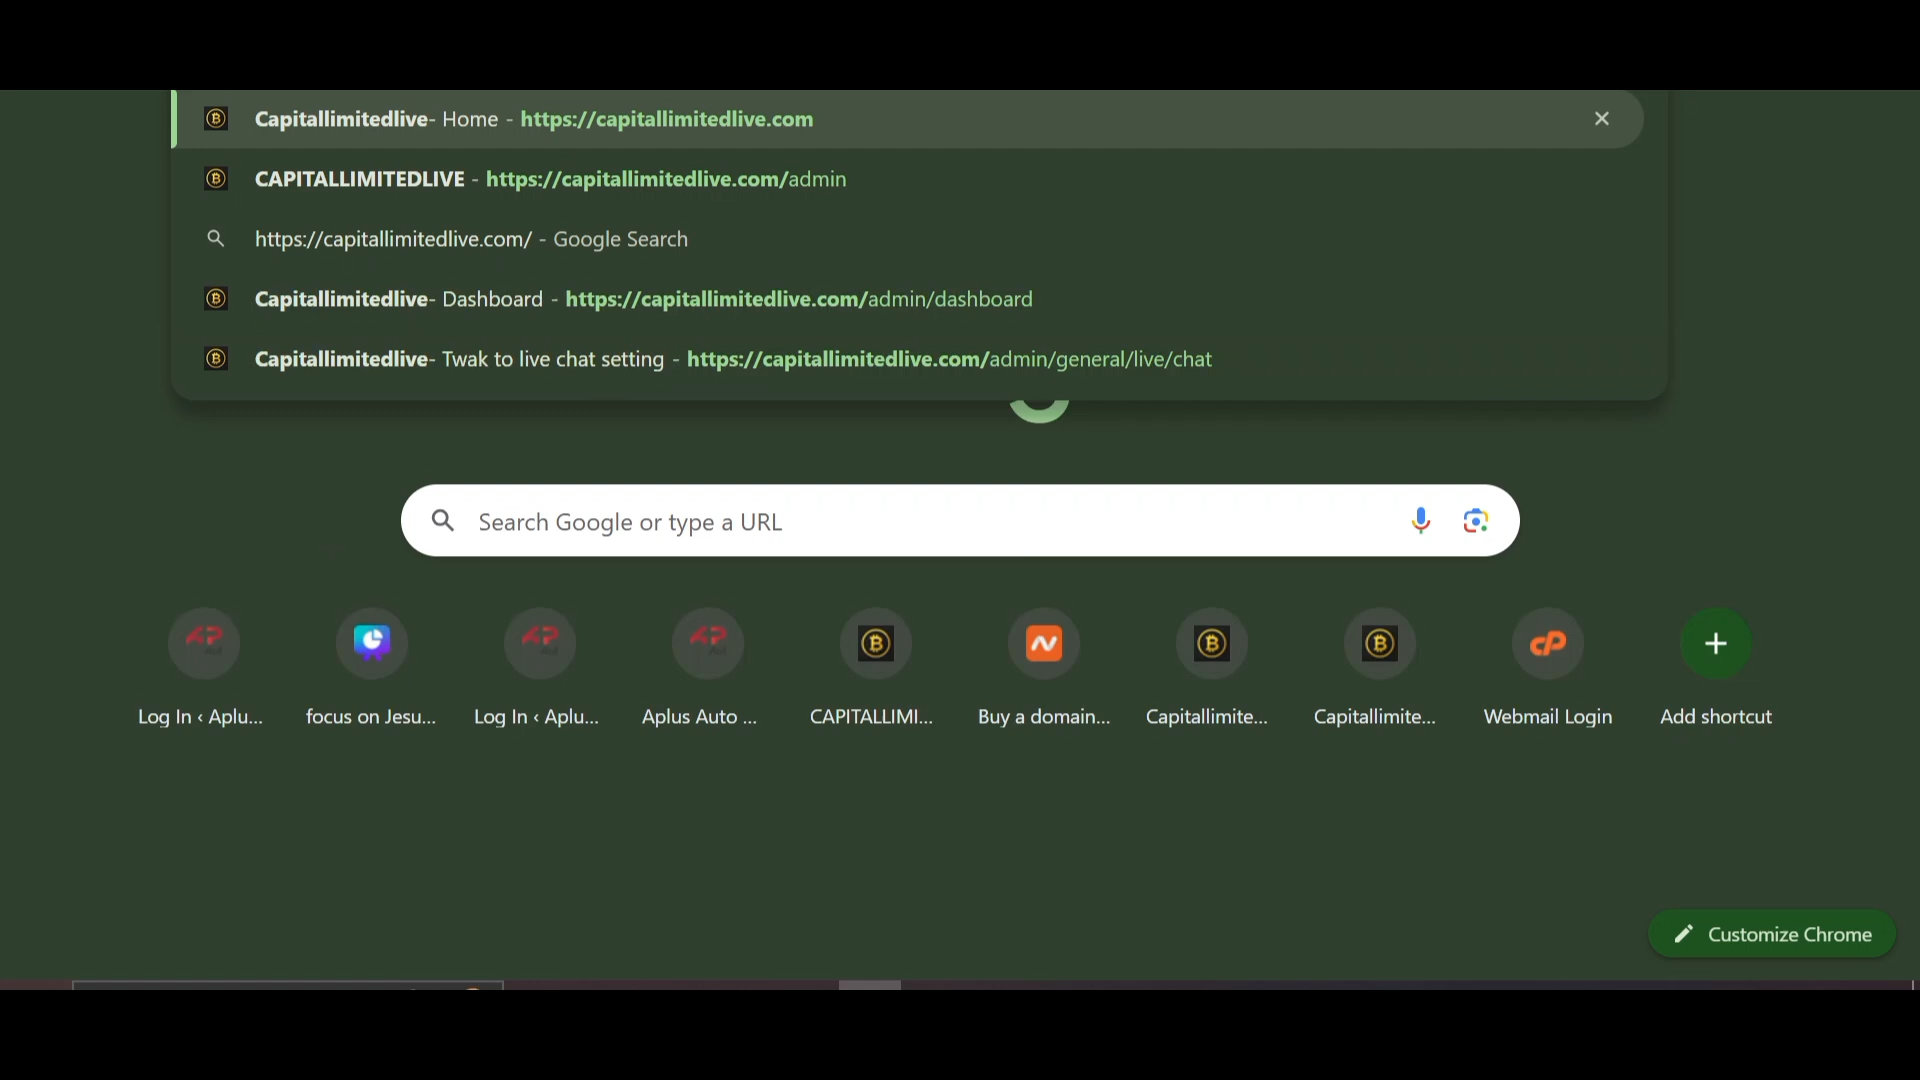 Capitallimitedlive- Home - https://capitallimitedlive.com
CAPITALLIMITEDLIVE - https://capitallimitedlive.com/admin
https://capitallimitedlive.com/ - Google Search
Capitallimitedlive- Dashboard - https://capitallimitedlive.com/admin/dashboard
Capitallimitedlive- Twak to live chat setting - https://capitallimitedlive.com/admin/general/live/chat
Search Google or type a URL
Log In ‹ Aplu...
focus on Jesu...
Log In ‹ Aplu...
Aplus Auto ...
CAPITALLIMI...
Buy a domain...
Capitallimite...
Capitallimite...
Webmail Login
Add shortcut
Customize Chrome